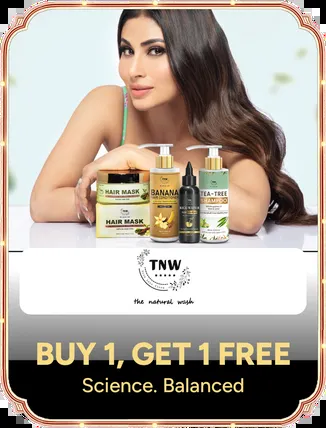 HAIR MASK
BANANA
TEA-TREE
SHAMPOO
HAIR MASK
TNW
the natural wash
BUY 1, GET 1 FREE
Science. Balanced